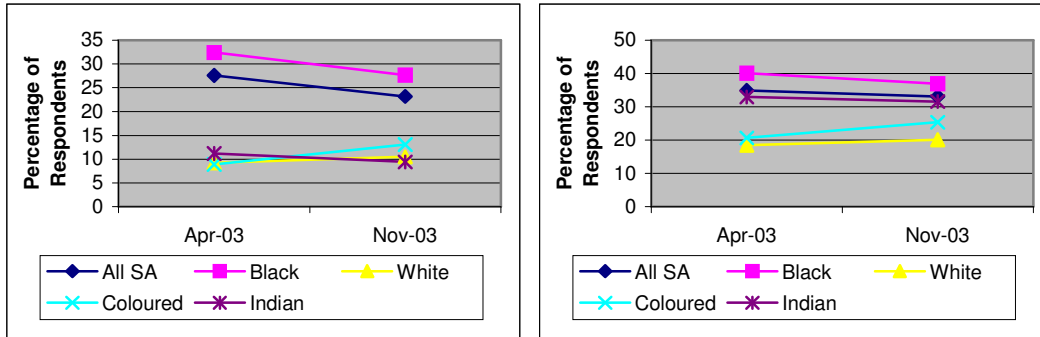 Percentage of
Respondents
35
30
25
20
15
10
5
0
Apr-03 Nov-03
All SA Black White
Coloured Indian
Percentage of
Respondents
50
40
30
20
10
0
Apr-03 Nov-03
All SA Black White
Coloured Indian